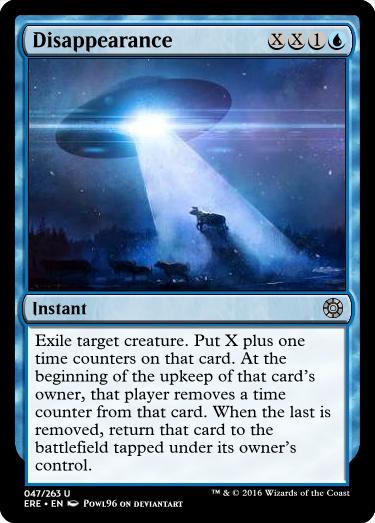 Disappearance XX1
Instant
Exile target creature. Put X plus one
time counters on that card. At the
beginning of the upkeep of that card's
owner, that player removes a time
counter from that card. When the last is
removed, return that card to the
battlefield tapped under its owner's
control.
047/263 U ™ & © 2016 Wizards of the Coast
ERE • EN Powl96 on deviantart